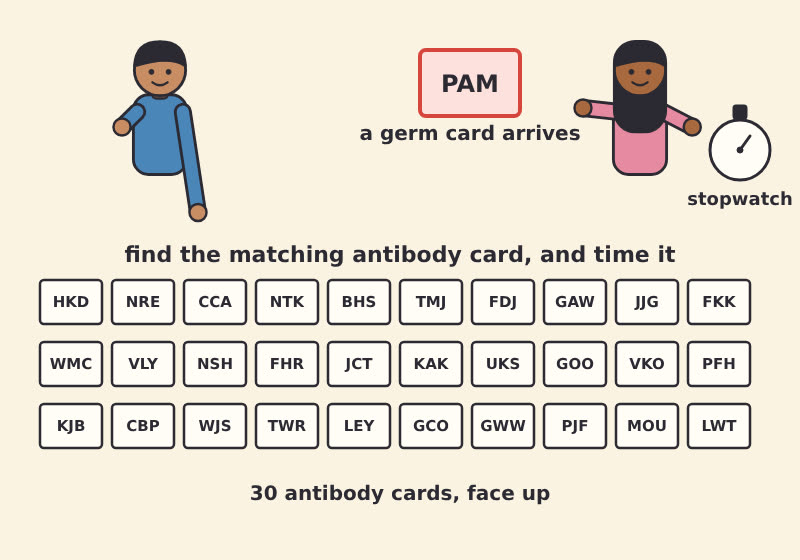 PAM
a germ card arrives
stopwatch
find the matching antibody card, and time it
HKD NRE CCA NTK BHS TMJ FDJ GAW JJG FKK
WMC VLY NSH FHR JCT KAK UKS GOO VKO PFH
KJB CBP WJS TWR LEY GCO GWW PJF MOU LWT
30 antibody cards, face up